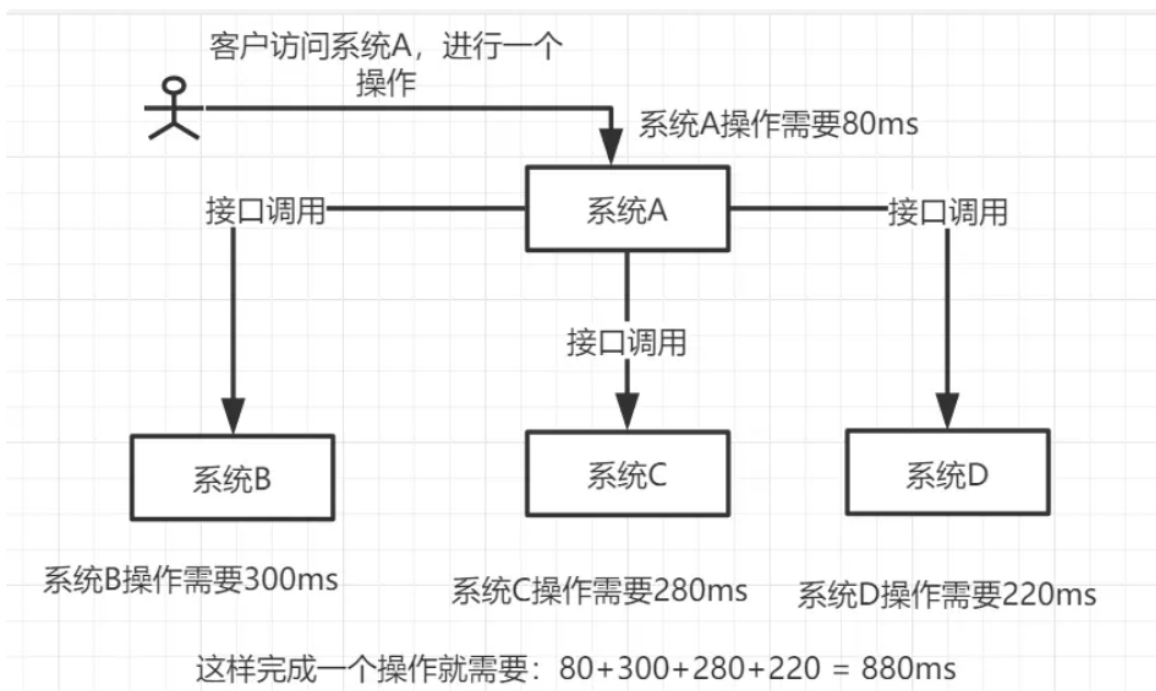 客户访问系统A，进行一个
操作
系统A操作需要80ms
接口调用
系统A
接口调用
接口调用
系统B
系统C
系统D
系统B操作需要300ms
系统C操作需要280ms
系统D操作需要220ms
这样完成一个操作就需要：80+300+280+220 = 880ms